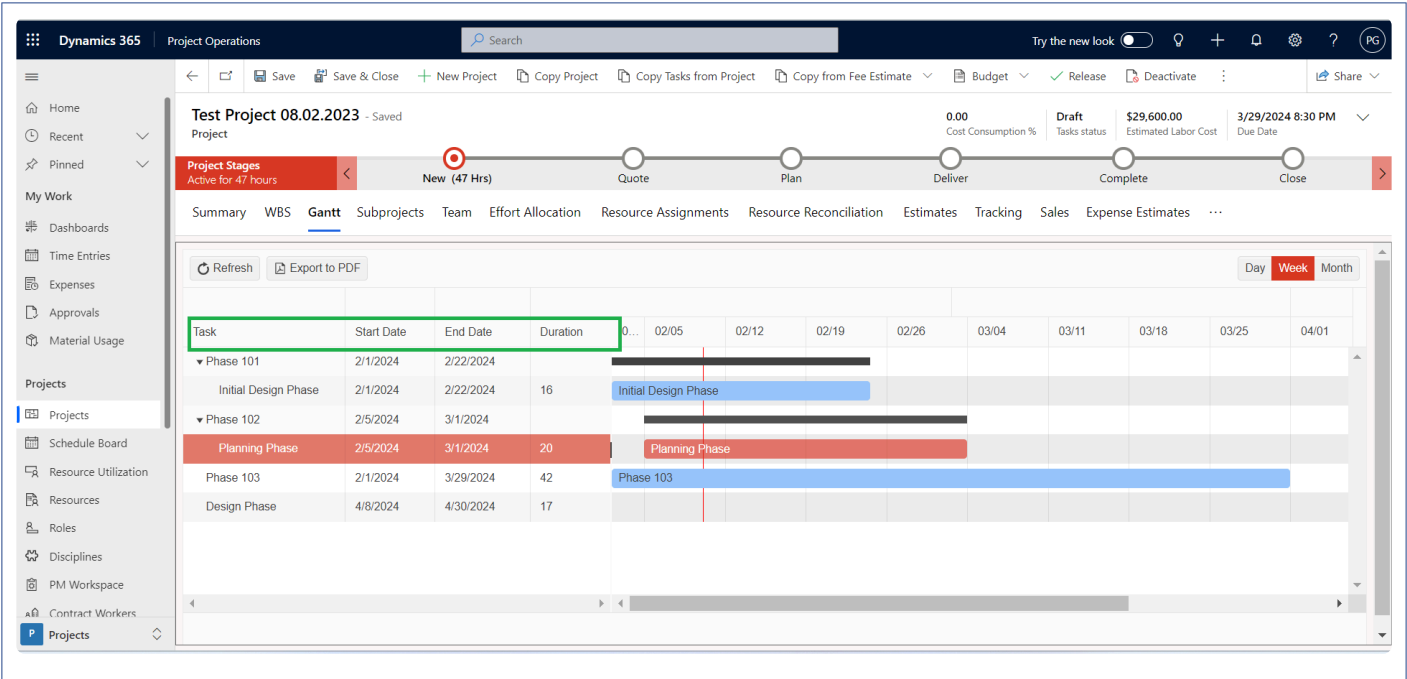 Dynamics 365 Project Operations Search Try the new look PG
Save Save & Close New Project Copy Project Copy Tasks from Project Copy from Fee Estimate Budget Release Deactivate Share
Home
Recent
Pinned
My Work
Dashboards
Time Entries
Expenses
Approvals
Material Usage
Projects
Projects
Schedule Board
Resource Utilization
Resources
Roles
Disciplines
PM Workspace
Contract Workers
P Projects
Test Project 08.02.2023 - Saved
Project
0.00 Draft $29,600.00 3/29/2024 8:30 PM
Cost Consumption % Tasks status Estimated Labor Cost Due Date
Project Stages
Active for 47 hours
New (47 Hrs) Quote Plan Deliver Complete Close
Summary WBS Gantt Subprojects Team Effort Allocation Resource Assignments Resource Reconciliation Estimates Tracking Sales Expense Estimates ...
Refresh Export to PDF Day Week Month
Task Start Date End Date Duration 0... 02/05 02/12 02/19 02/26 03/04 03/11 03/18 03/25 04/01
Phase 101 2/1/2024 2/22/2024
Initial Design Phase 2/1/2024 2/22/2024 16 Initial Design Phase
Phase 102 2/5/2024 3/1/2024
Planning Phase 2/5/2024 3/1/2024 20 Planning Phase
Phase 103 2/1/2024 3/29/2024 42 Phase 103
Design Phase 4/8/2024 4/30/2024 17